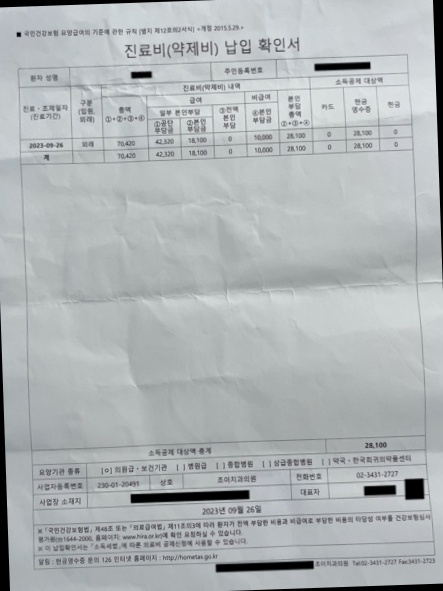 ■ 국민건강보험 요양급여의 기준에 관한 규칙 [별지 제12호의2서식] <개정 2015.5.29.>
진료비(약제비) 납입 확인서
환자 성명 주민등록번호
진료·조제일자 (진료기간) 구분 (입원, 외래) 진료비(약제비) 내역 소득공제 대상액
총액 ①+②+③+④ 급여 비급여 본인 부담 총액 ②+③+④ 카드 현금 영수증 현금
일부 본인부담 ③전액 본인 부담 ④본인 부담금
①공단 부담금 ②본인 부담금
2023-09-26 외래 70,420 42,320 18,100 0 10,000 28,100 0 28,100 0
계 70,420 42,320 18,100 0 10,000 28,100 0 28,100 0
소득공제 대상액 총계 28,100
요양기관 종류 [ o ] 의원급·보건기관 [ ] 병원급 [ ] 종합병원 [ ] 상급종합병원 [ ] 약국·한국희귀의약품센터
사업자등록번호 230-01-20491 상호 조이치과의원 전화번호 02-3431-2727
사업장 소재지 대표자
2023년 09월 26일
* 「국민건강보험법」 제48조 또는 「의료급여법」 제11조의3에 따라 환자가 전액 부담한 비용과 비급여로 부담한 비용의 타당성 여부를 건강보험심사
평가원(☎1644-2000, 홈페이지: www.hira.or.kr)에 확인 요청하실 수 있습니다.
* 이 납입확인서는 「소득세법」에 따른 의료비 공제신청에 사용할 수 있습니다.
알림 : 현금영수증 문의 126 인터넷 홈페이지 : http://hometax.go.kr
조이치과의원 Tel:02-3431-2727 Fax:3431-2723